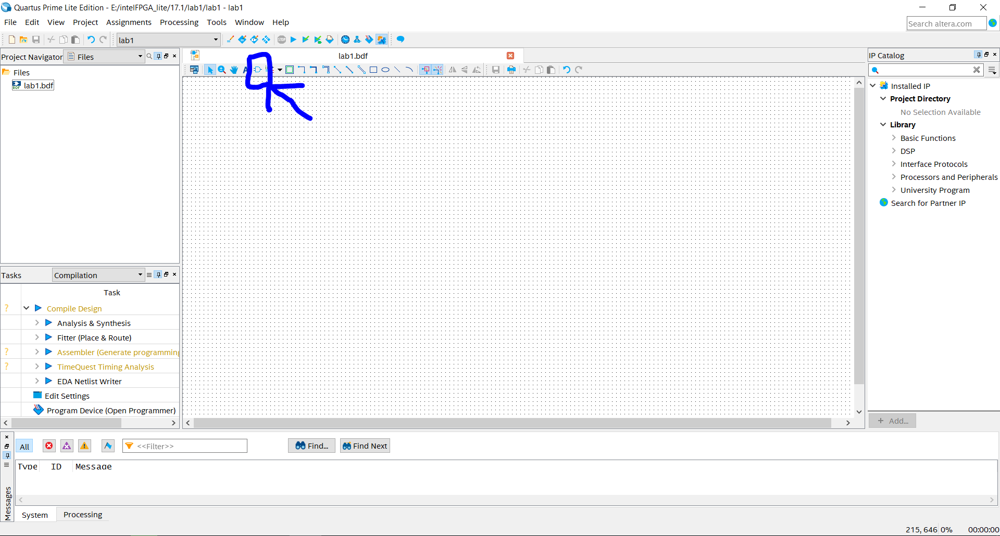 Quartus Prime Lite Edition - E:/intelFPGA_lite/17.1/lab1/lab1 - lab1
File Edit View Project Assignments Processing Tools Window Help
Search altera.com
STOP
lab1
Project Navigator Files
lab1.bdf
IP Catalog
Files
lab1.bdf
Installed IP
Project Directory
No Selection Available
Library
Basic Functions
DSP
Interface Protocols
Processors and Peripherals
University Program
Search for Partner IP
Tasks Compilation
Task
? Compile Design
Analysis & Synthesis
Fitter (Place & Route)
? Assembler (Generate programming
? TimeQuest Timing Analysis
EDA Netlist Writer
Edit Settings
Program Device (Open Programmer)
+ Add...
All <<Filter>> Find... Find Next
Type ID Message
Messages
System Processing
215, 646 0% 00:00:00